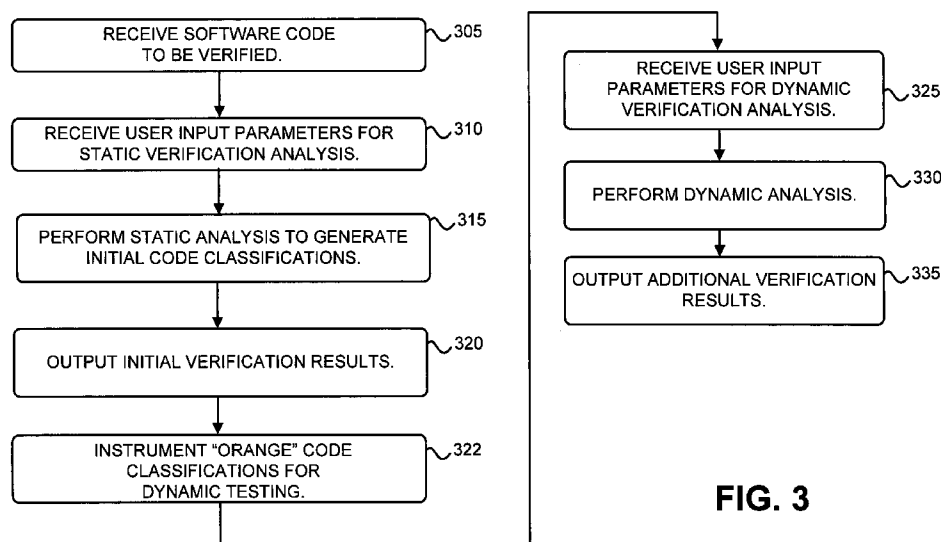 RECEIVE SOFTWARE CODE
TO BE VERIFIED.
305
RECEIVE USER INPUT PARAMETERS FOR
STATIC VERIFICATION ANALYSIS.
310
PERFORM STATIC ANALYSIS TO GENERATE
INITIAL CODE CLASSIFICATIONS.
315
OUTPUT INITIAL VERIFICATION RESULTS.
320
INSTRUMENT “ORANGE” CODE
CLASSIFICATIONS FOR
DYNAMIC TESTING.
322
RECEIVE USER INPUT
PARAMETERS FOR DYNAMIC
VERIFICATION ANALYSIS.
325
PERFORM DYNAMIC ANALYSIS.
330
OUTPUT ADDITIONAL VERIFICATION
RESULTS.
335
FIG. 3